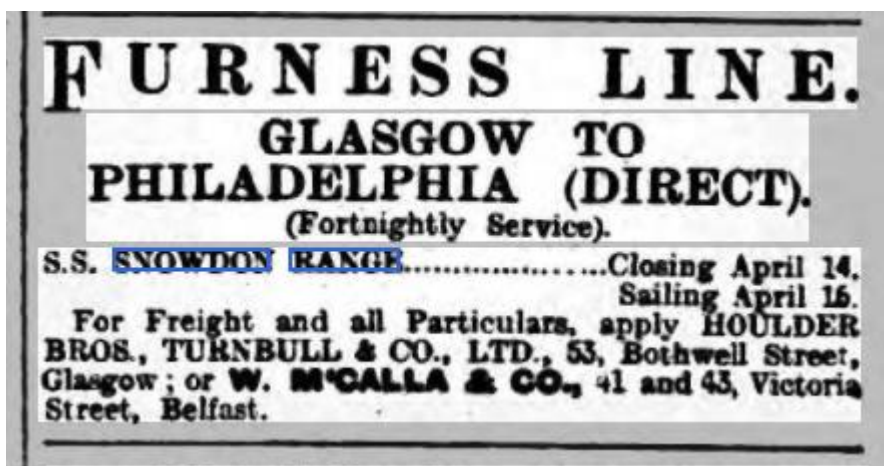 FURNESS LINE.
GLASGOW TO
PHILADELPHIA (DIRECT).
(Fortnightly Service).
S.S. SNOWDON RANGE.....................Closing April 14.
Sailing April 16.
For Freight and all Particulars, apply HOULDER
BROS., TURNBULL & CO., LTD., 53, Bothwell Street,
Glasgow; or W. M'CALLA & CO., 41 and 43, Victoria
Street, Belfast.